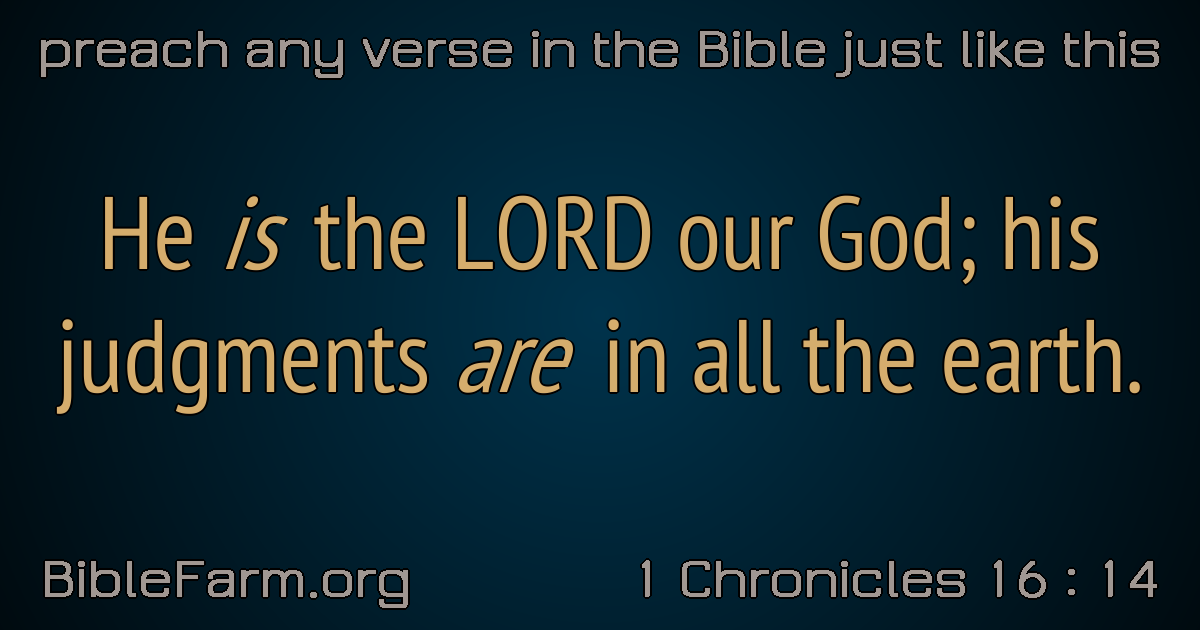 preach any verse in the Bible just like this
He is the LORD our God; his
judgments are in all the earth.
BibleFarm.org
1 Chronicles 16 : 14